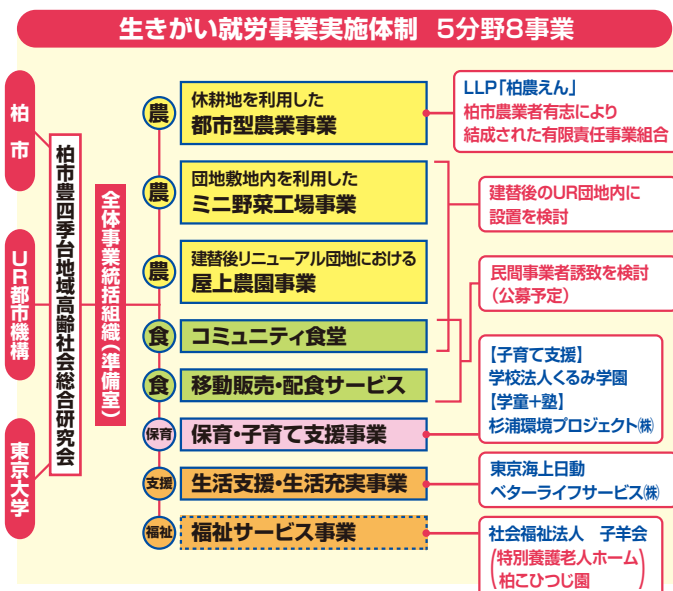 生きがい就労事業実施体制 5分野8事業
柏市
UR都市機構
東京大学
柏市豊四季台地域高齢社会総合研究会
全体事業統括組織(準備室)
農
休耕地を利用した
都市型農業事業
農
団地敷地内を利用した
ミニ野菜工場事業
農
建替後リニューアル団地における
屋上農園事業
食
コミュニティ食堂
食
移動販売・配食サービス
保育
保育・子育て支援事業
支援
生活支援・生活充実事業
福祉
福祉サービス事業
LLP「柏農えん」
柏市農業者有志により
結成された有限責任事業組合
建替後のUR団地内に
設置を検討
民間事業者誘致を検討
(公募予定)
【子育て支援】
学校法人くるみ学園
【学童+塾】
杉浦環境プロジェクト㈱
東京海上日動
ベターライフサービス㈱
社会福祉法人 子羊会
(特別養護老人ホーム
柏こひつじ園)